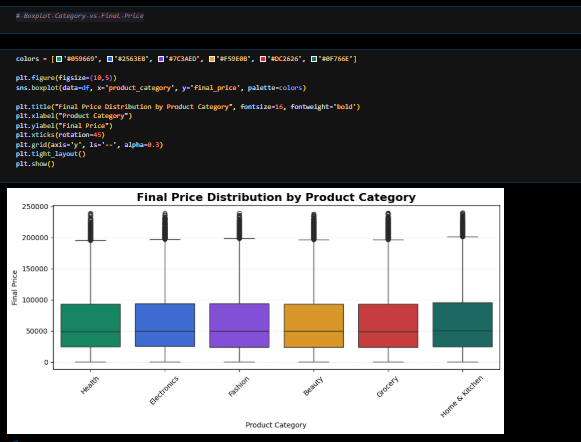 # Boxplot-Category-vs-Final-Price
colors = ["#059669", "#2563EB", "#7C3AED", "#F59E0B", "#DC2626", "#0F766E"]
plt.figure(figsize=(10,5))
sns.boxplot(data=df, x='product_category', y='final_price', palette=colors)
plt.title("Final Price Distribution by Product Category", fontsize=16, fontweight='bold')
plt.xlabel("Product Category")
plt.ylabel("Final Price")
plt.xticks(rotation=45)
plt.grid(axis='y', ls='--', alpha=0.3)
plt.tight_layout()
plt.show()
Final Price Distribution by Product Category
250000
200000
150000
100000
50000
0
Final Price
Health
Electronics
Fashion
Beauty
Grocery
Home & Kitchen
Product Category